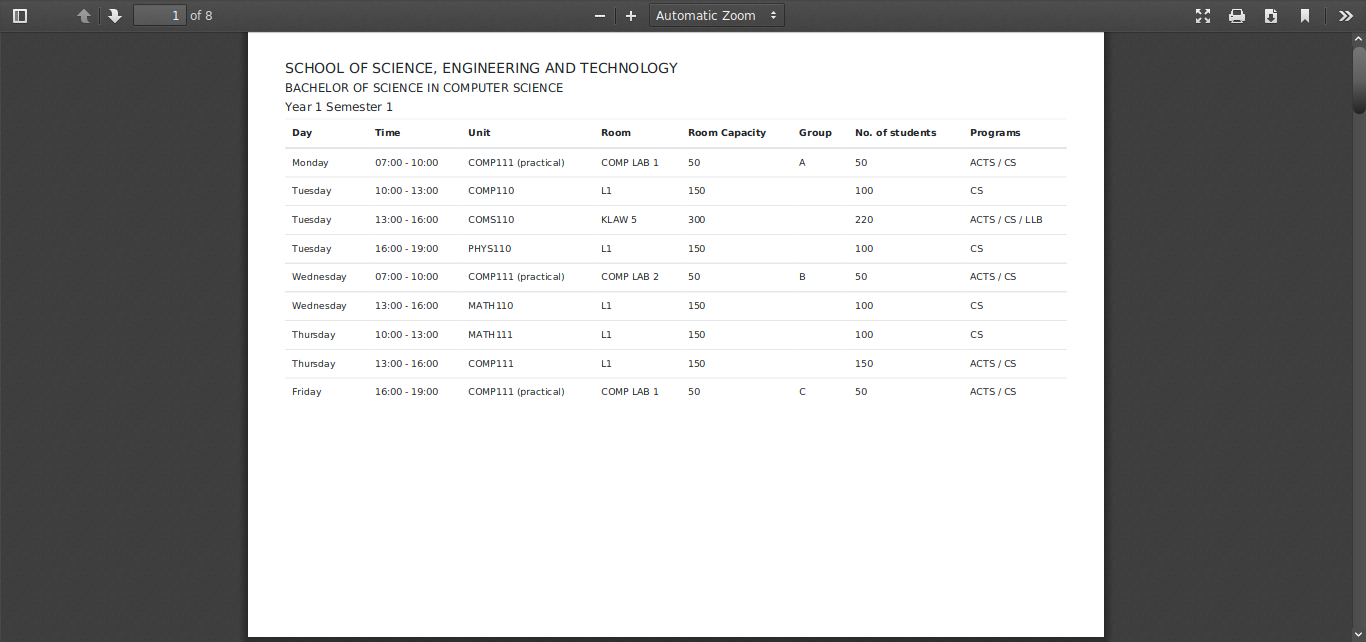 1 of 8 Automatic Zoom
SCHOOL OF SCIENCE, ENGINEERING AND TECHNOLOGY
BACHELOR OF SCIENCE IN COMPUTER SCIENCE
Year 1 Semester 1
Day Time Unit Room Room Capacity Group No. of students Programs
Monday 07:00 - 10:00 COMP111 (practical) COMP LAB 1 50 A 50 ACTS / CS
Tuesday 10:00 - 13:00 COMP110 L1 150 100 CS
Tuesday 13:00 - 16:00 COMS110 KLAW 5 300 220 ACTS / CS / LLB
Tuesday 16:00 - 19:00 PHYS110 L1 150 100 CS
Wednesday 07:00 - 10:00 COMP111 (practical) COMP LAB 2 50 B 50 ACTS / CS
Wednesday 13:00 - 16:00 MATH110 L1 150 100 CS
Thursday 10:00 - 13:00 MATH111 L1 150 100 CS
Thursday 13:00 - 16:00 COMP111 L1 150 150 ACTS / CS
Friday 16:00 - 19:00 COMP111 (practical) COMP LAB 1 50 C 50 ACTS / CS